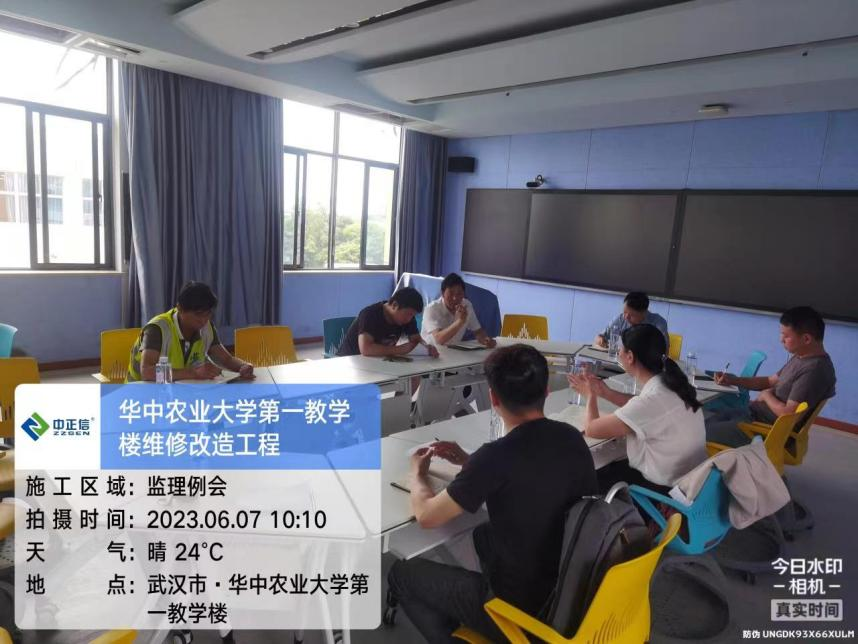 中正信®
ZZGEN
华中农业大学第一教学
楼维修改造工程
施工区域：监理例会
拍摄时间：2023.06.07 10:10
天气：晴 24℃
地点：武汉市·华中农业大学第
一教学楼
今日水印
相机
真实时间
防伪 UNGDK93X66XULM